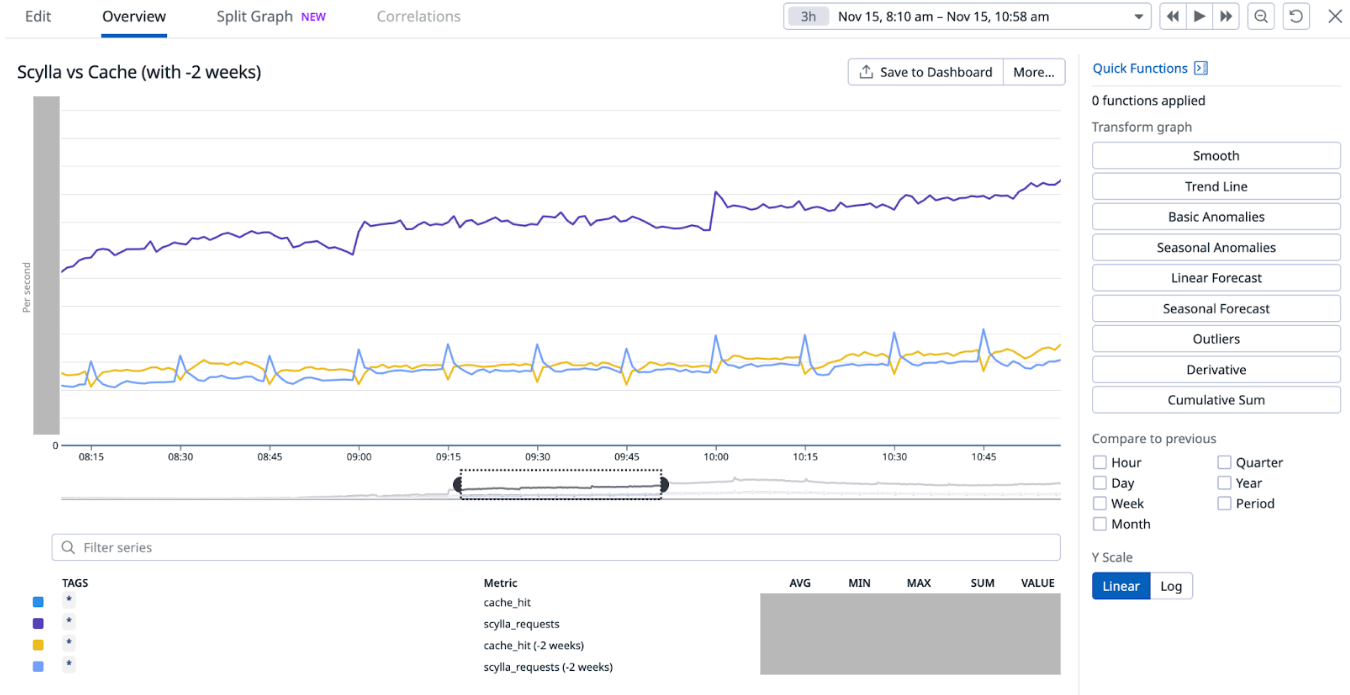 Edit Overview Split Graph NEW Correlations 3h Nov 15, 8:10 am – Nov 15, 10:58 am
Scylla vs Cache (with -2 weeks)
Save to Dashboard More...
Per second
0
08:15 08:30 08:45 09:00 09:15 09:30 09:45 10:00 10:15 10:30 10:45
Filter series
TAGS Metric AVG MIN MAX SUM VALUE
* cache_hit
* scylla_requests
* cache_hit (-2 weeks)
* scylla_requests (-2 weeks)
Quick Functions
0 functions applied
Transform graph
Smooth
Trend Line
Basic Anomalies
Seasonal Anomalies
Linear Forecast
Seasonal Forecast
Outliers
Derivative
Cumulative Sum
Compare to previous
Hour Quarter
Day Year
Week Period
Month
Y Scale
Linear Log